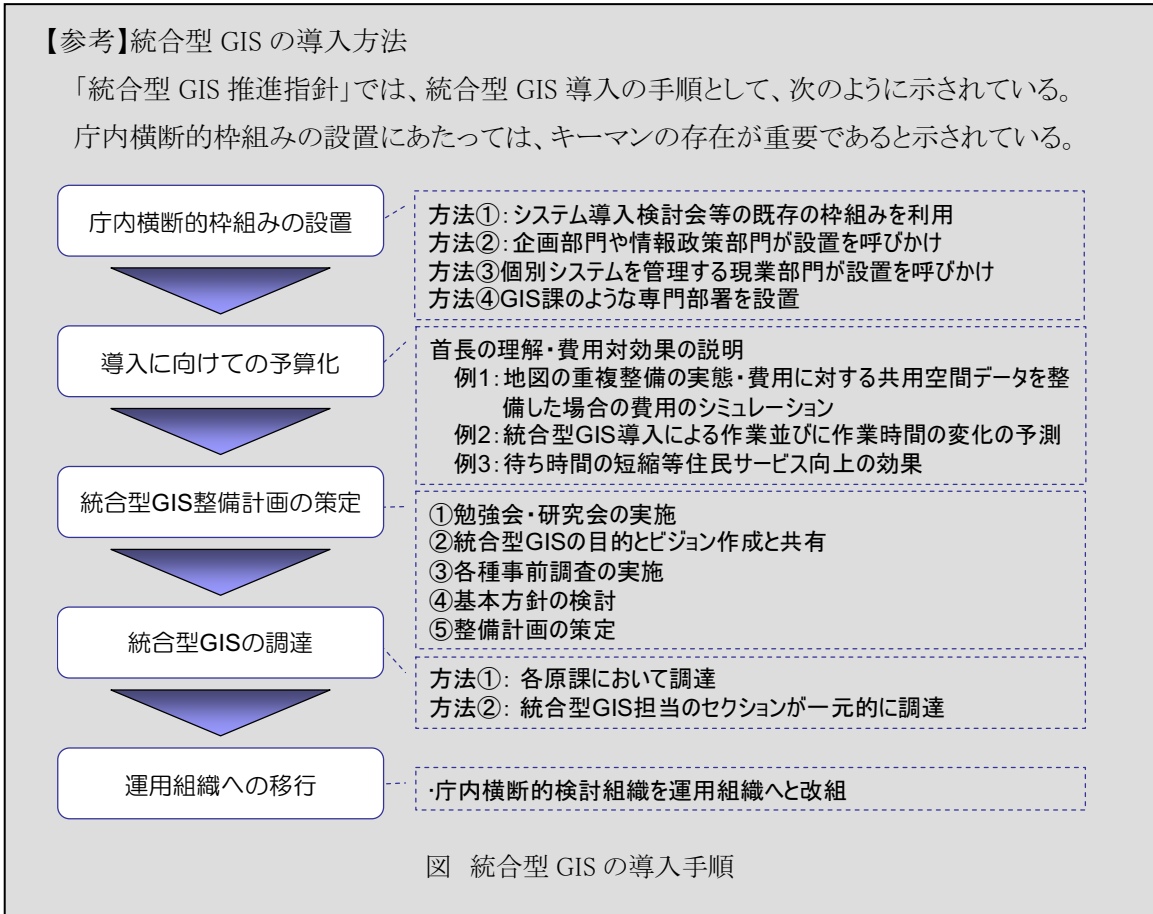 【参考】統合型 GIS の導入方法
「統合型 GIS 推進指針」では、統合型 GIS 導入の手順として、次のように示されている。
庁内横断的枠組みの設置にあたっては、キーマンの存在が重要であると示されている。
庁内横断的枠組みの設置
方法①：システム導入検討会等の既存の枠組みを利用
方法②：企画部門や情報政策部門が設置を呼びかけ
方法③個別システムを管理する現業部門が設置を呼びかけ
方法④GIS課のような専門部署を設置
導入に向けての予算化
首長の理解・費用対効果の説明
例1：地図の重複整備の実態・費用に対する共用空間データを整
備した場合の費用のシミュレーション
例2：統合型GIS導入による作業並びに作業時間の変化の予測
例3：待ち時間の短縮等住民サービス向上の効果
統合型GIS整備計画の策定
①勉強会・研究会の実施
②統合型GISの目的とビジョン作成と共有
③各種事前調査の実施
④基本方針の検討
⑤整備計画の策定
統合型GISの調達
方法①： 各原課において調達
方法②： 統合型GIS担当のセクションが一元的に調達
運用組織への移行
・庁内横断的検討組織を運用組織へと改組
図 統合型 GIS の導入手順